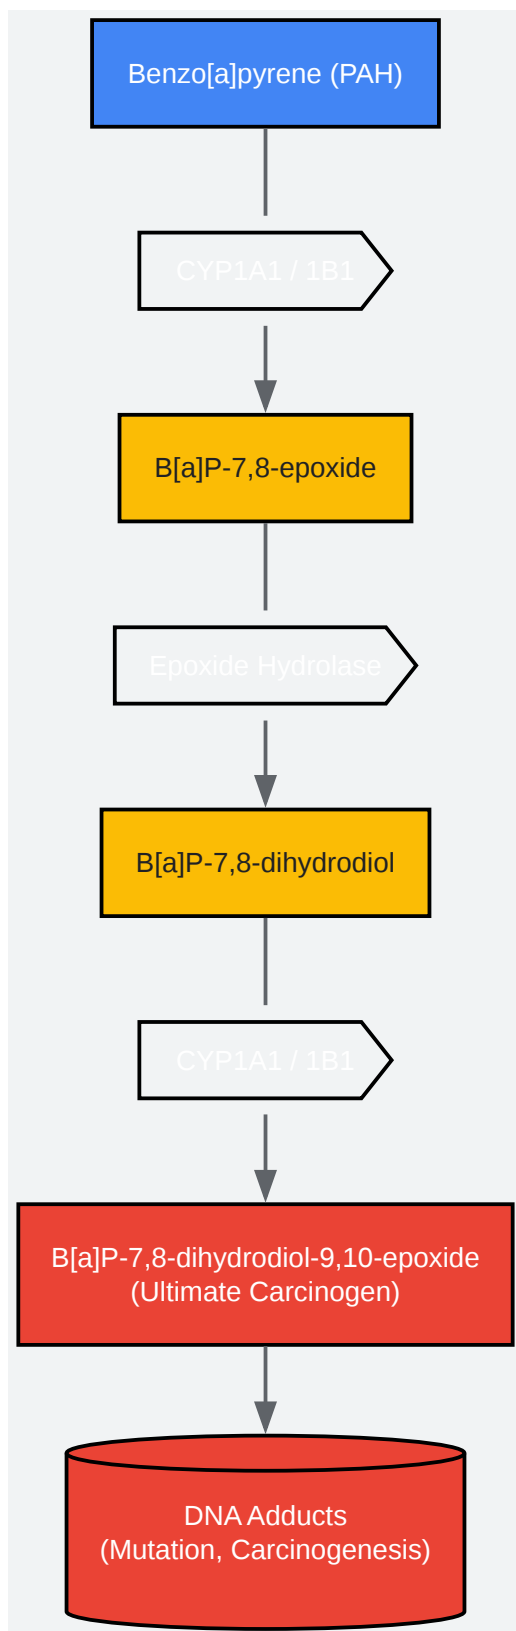 Benzo[a]pyrene (PAH)
CYP1A1 / 1B1
B[a]P-7,8-epoxide
Epoxide Hydrolase
B[a]P-7,8-dihydrodiol
CYP1A1 / 1B1
B[a]P-7,8-dihydrodiol-9,10-epoxide
(Ultimate Carcinogen)
DNA Adducts
(Mutation, Carcinogenesis)